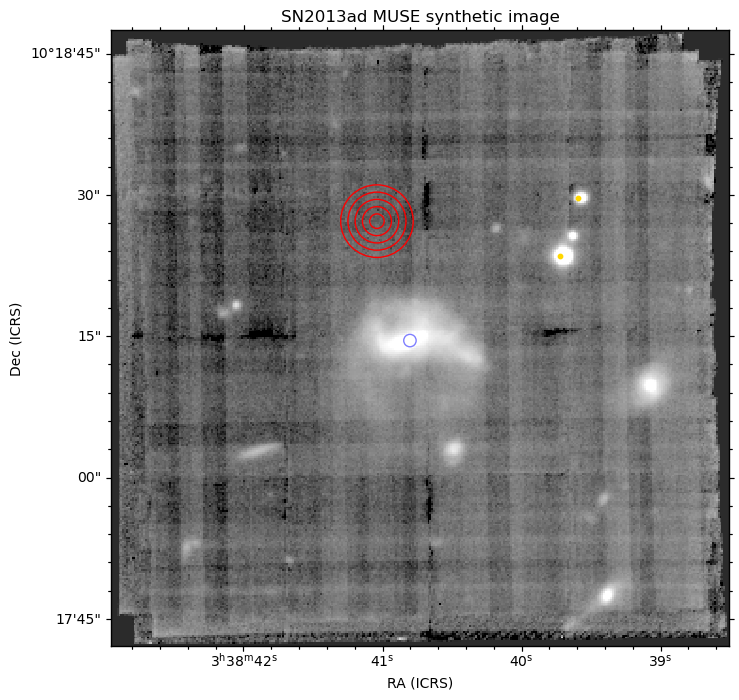 SN2013ad MUSE synthetic image
10°18'45"
30"
15"
00"
17'45"
Dec (ICRS)
3ʰ38ᵐ42ˢ
41ˢ
40ˢ
39ˢ
RA (ICRS)